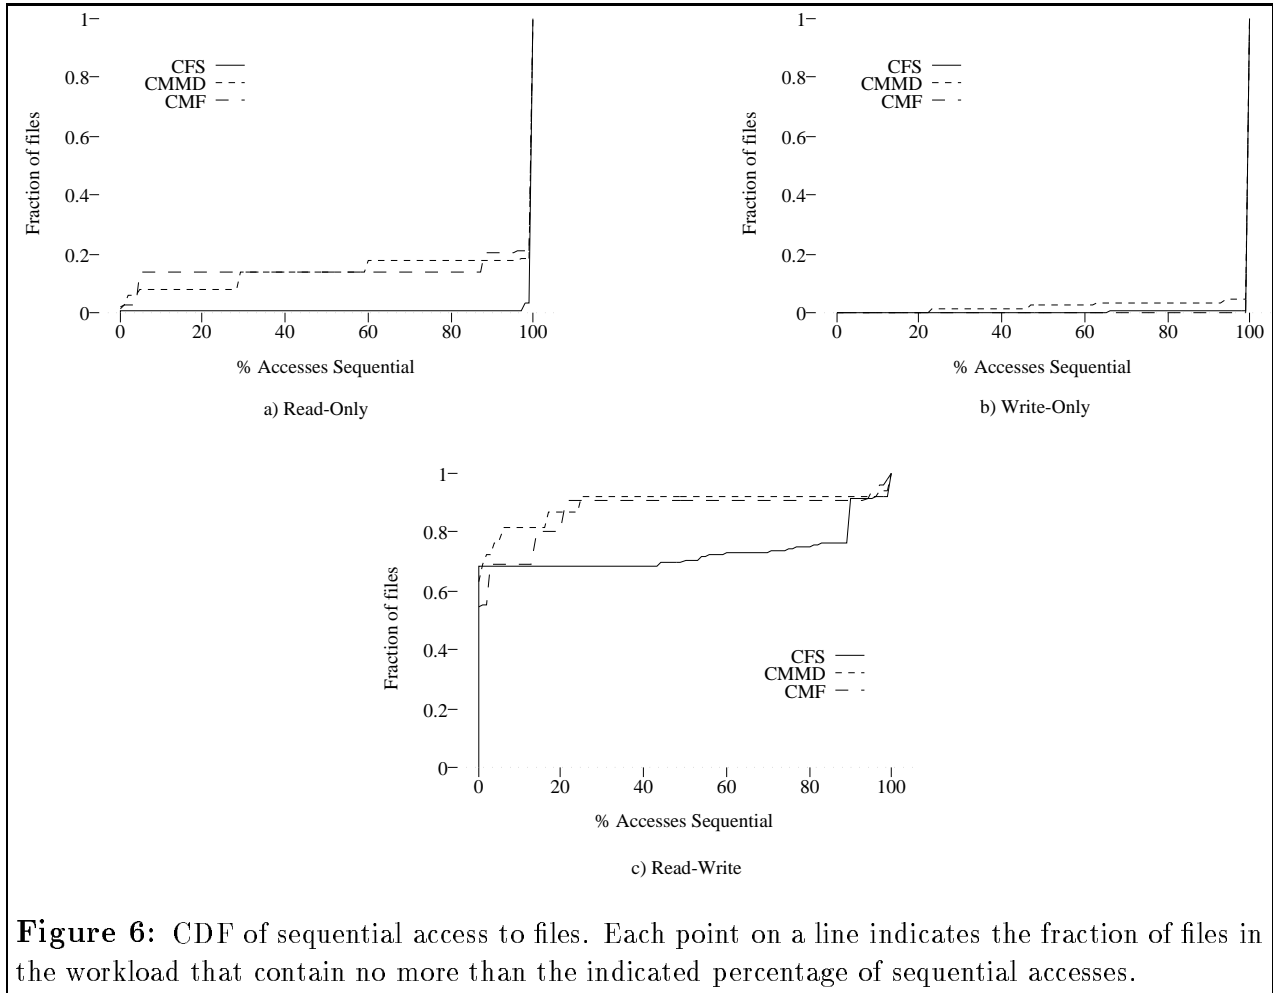 1
0.8
0.6
0.4
0.2
0
Fraction of files
CFS
CMMD
CMF
0 20 40 60 80 100
% Accesses Sequential
a) Read-Only
1
0.8
0.6
0.4
0.2
0
Fraction of files
CFS
CMMD
CMF
0 20 40 60 80 100
% Accesses Sequential
b) Write-Only
1
0.8
0.6
0.4
0.2
0
Fraction of files
CFS
CMMD
CMF
0 20 40 60 80 100
% Accesses Sequential
c) Read-Write
Figure 6: CDF of sequential access to files. Each point on a line indicates the fraction of files in
the workload that contain no more than the indicated percentage of sequential accesses.